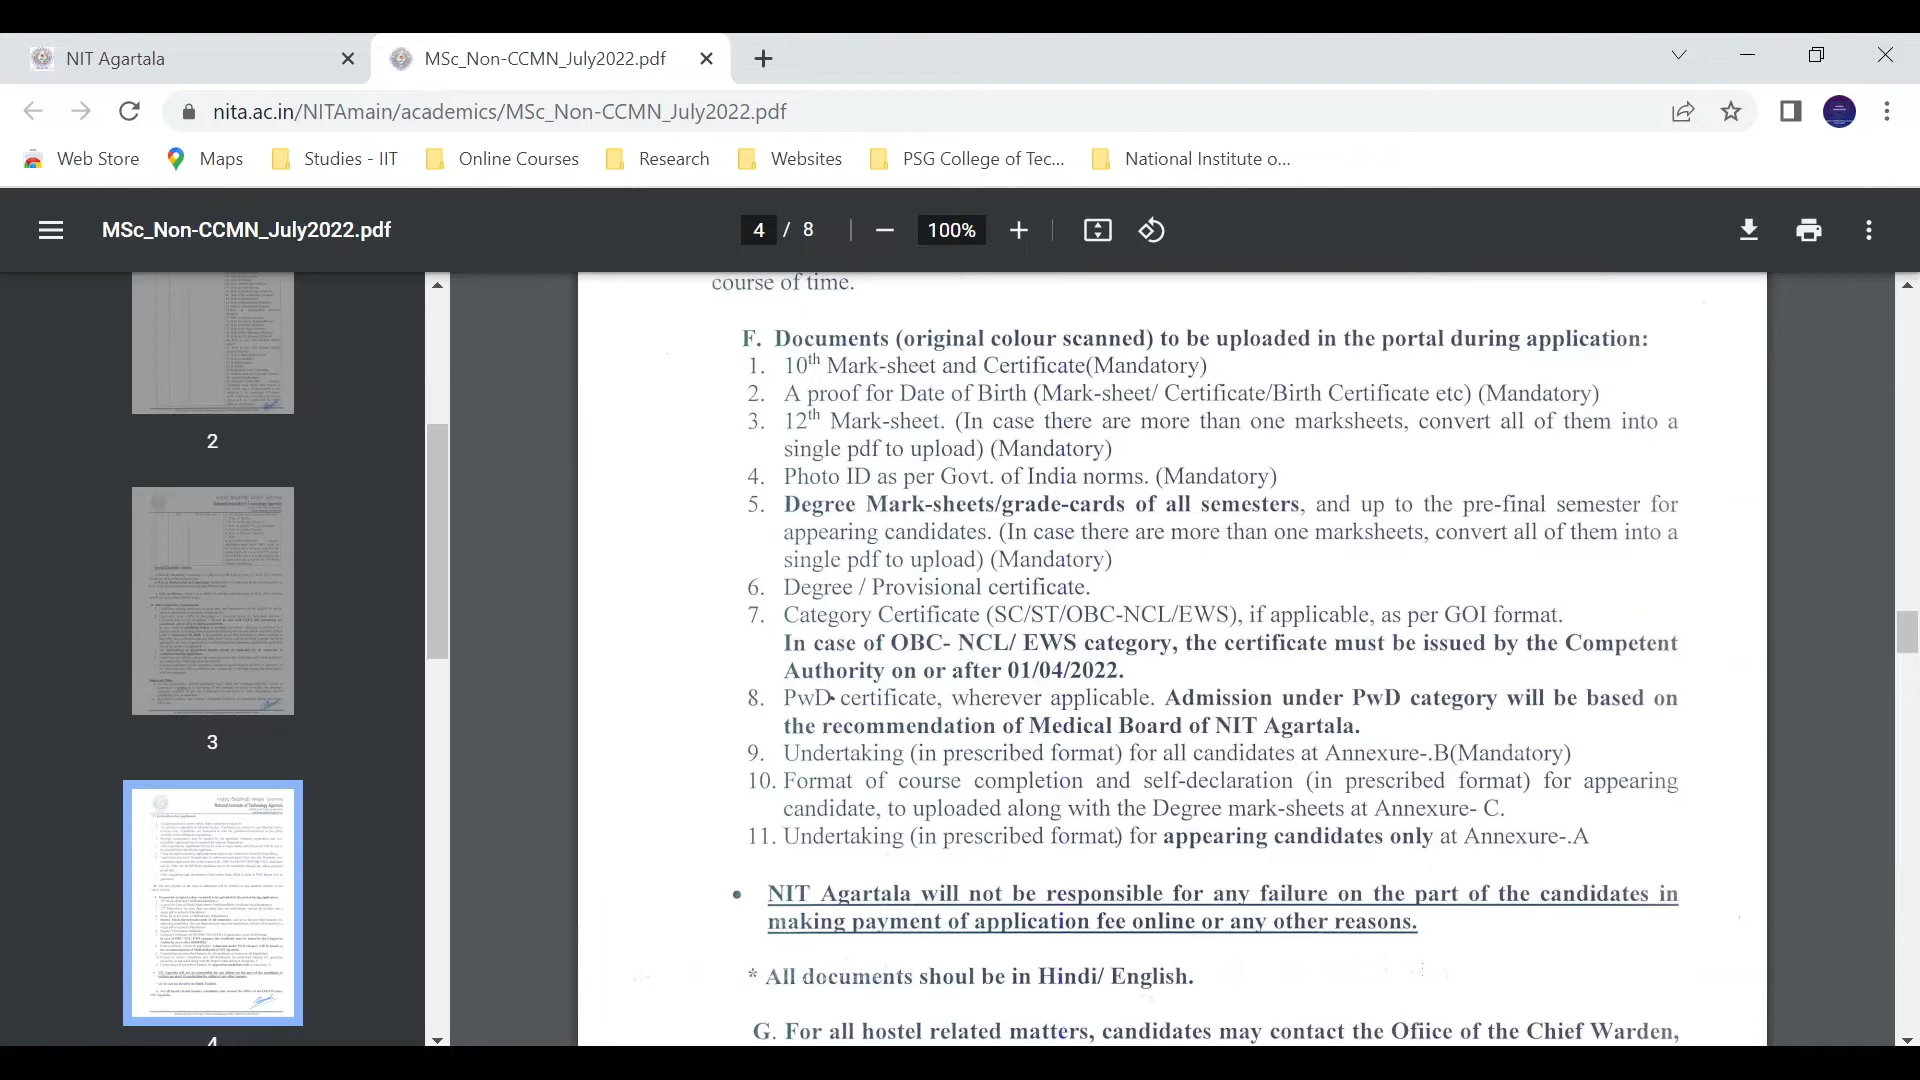 NIT Agartala
MSc_Non-CCMN_July2022.pdf
nita.ac.in/NITAmain/academics/MSc_Non-CCMN_July2022.pdf
Web Store Maps Studies - IIT Online Courses Research Websites PSG College of Tec... National Institute o...
MSc_Non-CCMN_July2022.pdf 4 / 8 100%
2
3
4
course of time.
F. Documents (original colour scanned) to be uploaded in the portal during application:
1. 10th Mark-sheet and Certificate(Mandatory)
2. A proof for Date of Birth (Mark-sheet/ Certificate/Birth Certificate etc) (Mandatory)
3. 12th Mark-sheet. (In case there are more than one marksheets, convert all of them into a
single pdf to upload) (Mandatory)
4. Photo ID as per Govt. of India norms. (Mandatory)
5. Degree Mark-sheets/grade-cards of all semesters, and up to the pre-final semester for
appearing candidates. (In case there are more than one marksheets, convert all of them into a
single pdf to upload) (Mandatory)
6. Degree / Provisional certificate.
7. Category Certificate (SC/ST/OBC-NCL/EWS), if applicable, as per GOI format.
In case of OBC- NCL/ EWS category, the certificate must be issued by the Competent
Authority on or after 01/04/2022.
8. PwD certificate, wherever applicable. Admission under PwD category will be based on
the recommendation of Medical Board of NIT Agartala.
9. Undertaking (in prescribed format) for all candidates at Annexure-.B(Mandatory)
10. Format of course completion and self-declaration (in prescribed format) for appearing
candidate, to uploaded along with the Degree mark-sheets at Annexure- C.
11. Undertaking (in prescribed format) for appearing candidates only at Annexure-.A
• NIT Agartala will not be responsible for any failure on the part of the candidates in
making payment of application fee online or any other reasons.
* All documents shoul be in Hindi/ English.
G. For all hostel related matters, candidates may contact the Ofiice of the Chief Warden,